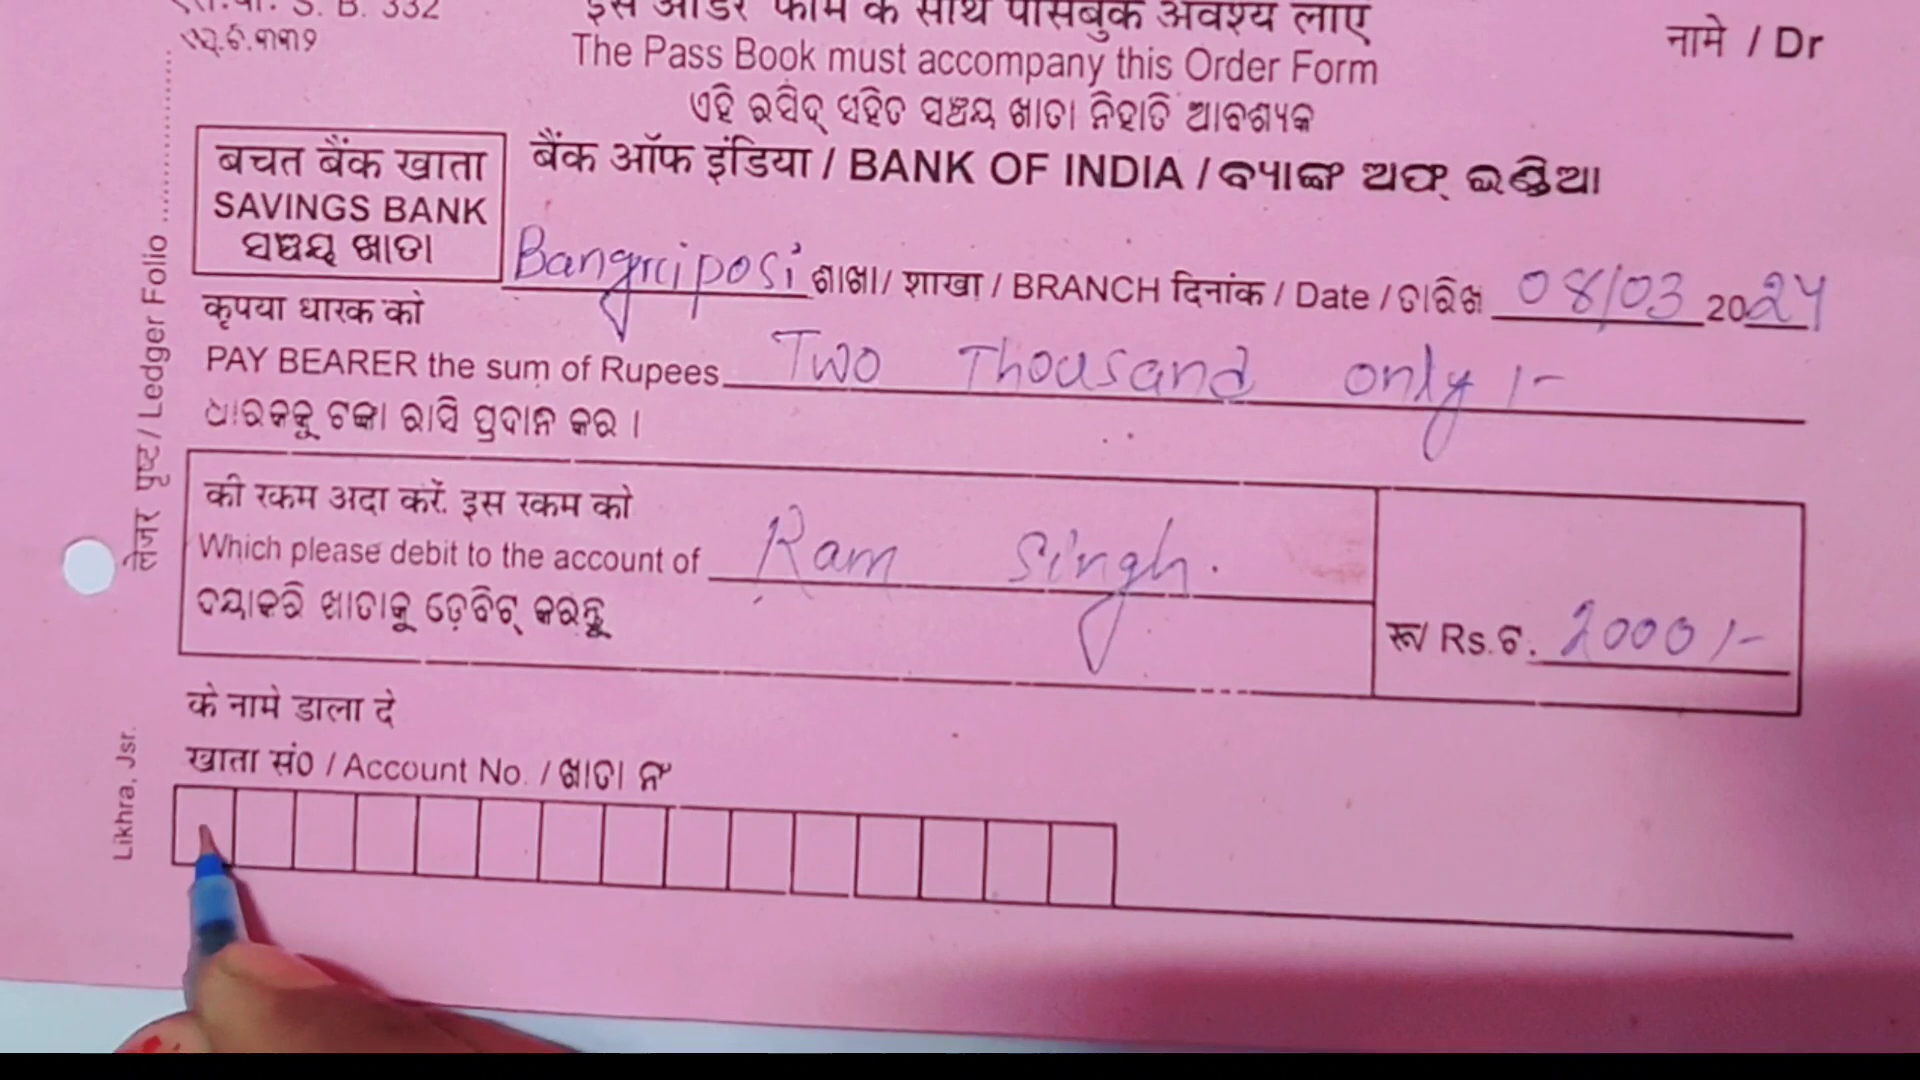 S. B. 332
इस आर्डर फार्म के साथ पासबुक अवश्य लाएं
नामे / Dr
The Pass Book must accompany this Order Form
ଏହି ରସିଦ୍ ସହିତ ସଞ୍ଚୟ ଖାତା ନିହାତି ଆବଶ୍ୟକ
बचत बैंक खाता
SAVINGS BANK
ସଞ୍ଚୟ ଖାତା
बैंक ऑफ इंडिया / BANK OF INDIA / ବ୍ୟାଙ୍କ ଅଫ୍ ଇଣ୍ଡିଆ
Bangriposi ଶାଖା/ शाखा / BRANCH दिनांक / Date / ତାରିଖ 08/03 2024
कृपया धारक को
PAY BEARER the sum of Rupees Two Thousand only /-
ଧାରକକୁ ଟଙ୍କା ରାସି ପ୍ରଦାନ କର ।
की रकम अदा करें. इस रकम को
Which please debit to the account of Ram Singh.
ଦୟାକରି ଖାତାକୁ ଡ଼େବିଟ୍ କରନ୍ତୁ
रू/ Rs.ଟ. 2000/-
के नामे डाला दे
खाता सं0 / Account No. / ଖାତା ନଂ
लेजर पृष्ट / Ledger Folio
Likhra, Jsr.